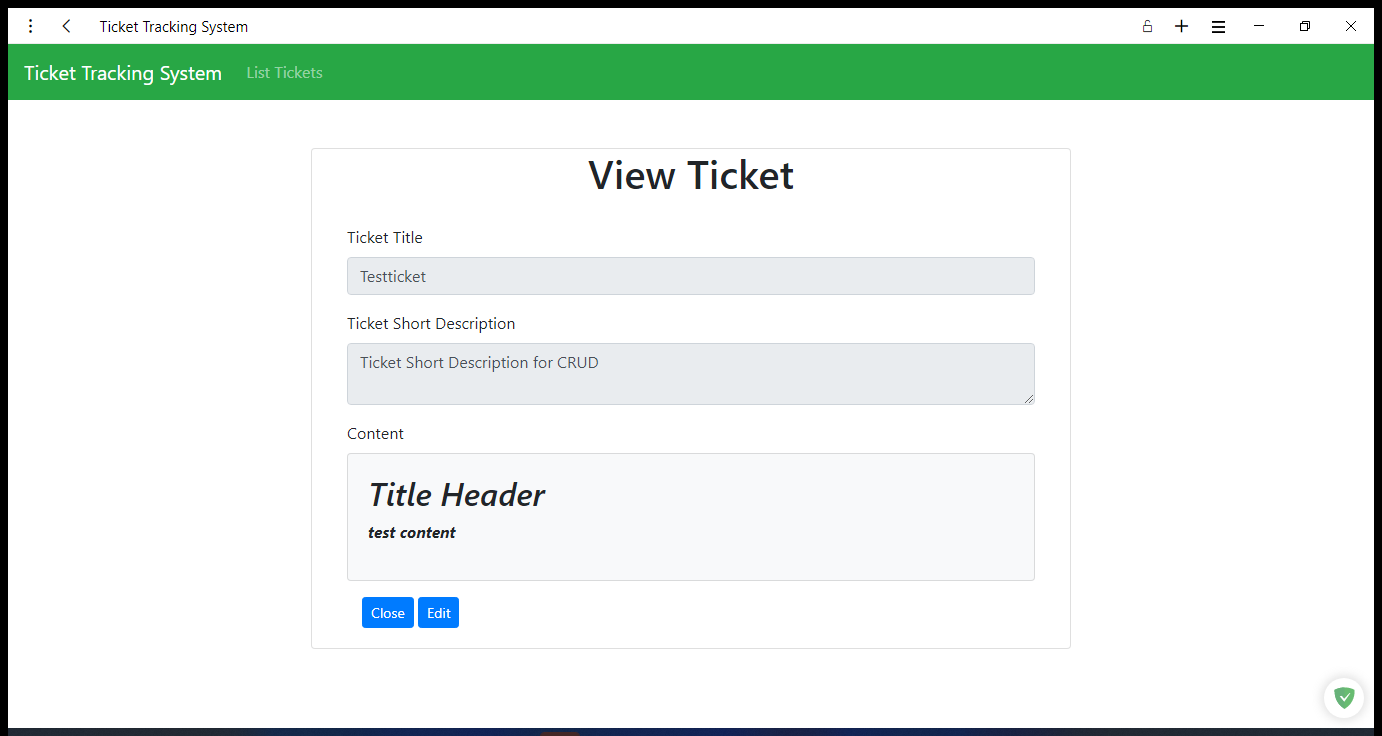 Ticket Tracking System
Ticket Tracking System List Tickets
View Ticket
Ticket Title
Testticket
Ticket Short Description
Ticket Short Description for CRUD
Content
Title Header
test content
Close Edit